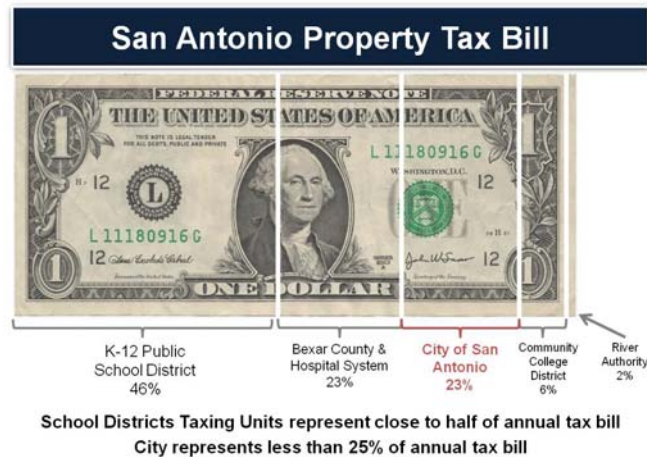 San Antonio Property Tax Bill
FEDERAL RESERVE NOTE
THE UNITED STATES OF AMERICA
THIS NOTE IS LEGAL TENDER
FOR ALL DEBTS, PUBLIC AND PRIVATE
L 11180916 G
WASHINGTON, D.C.
1
1
12
12
L
ONE
L 11180916 G
12
12
SERIES
1
1
ONE DOLLAR
K-12 Public
School District
46%
Bexar County &
Hospital System
23%
City of San
Antonio
23%
Community
College
District
6%
River
Authority
2%
School Districts Taxing Units represent close to half of annual tax bill
City represents less than 25% of annual tax bill